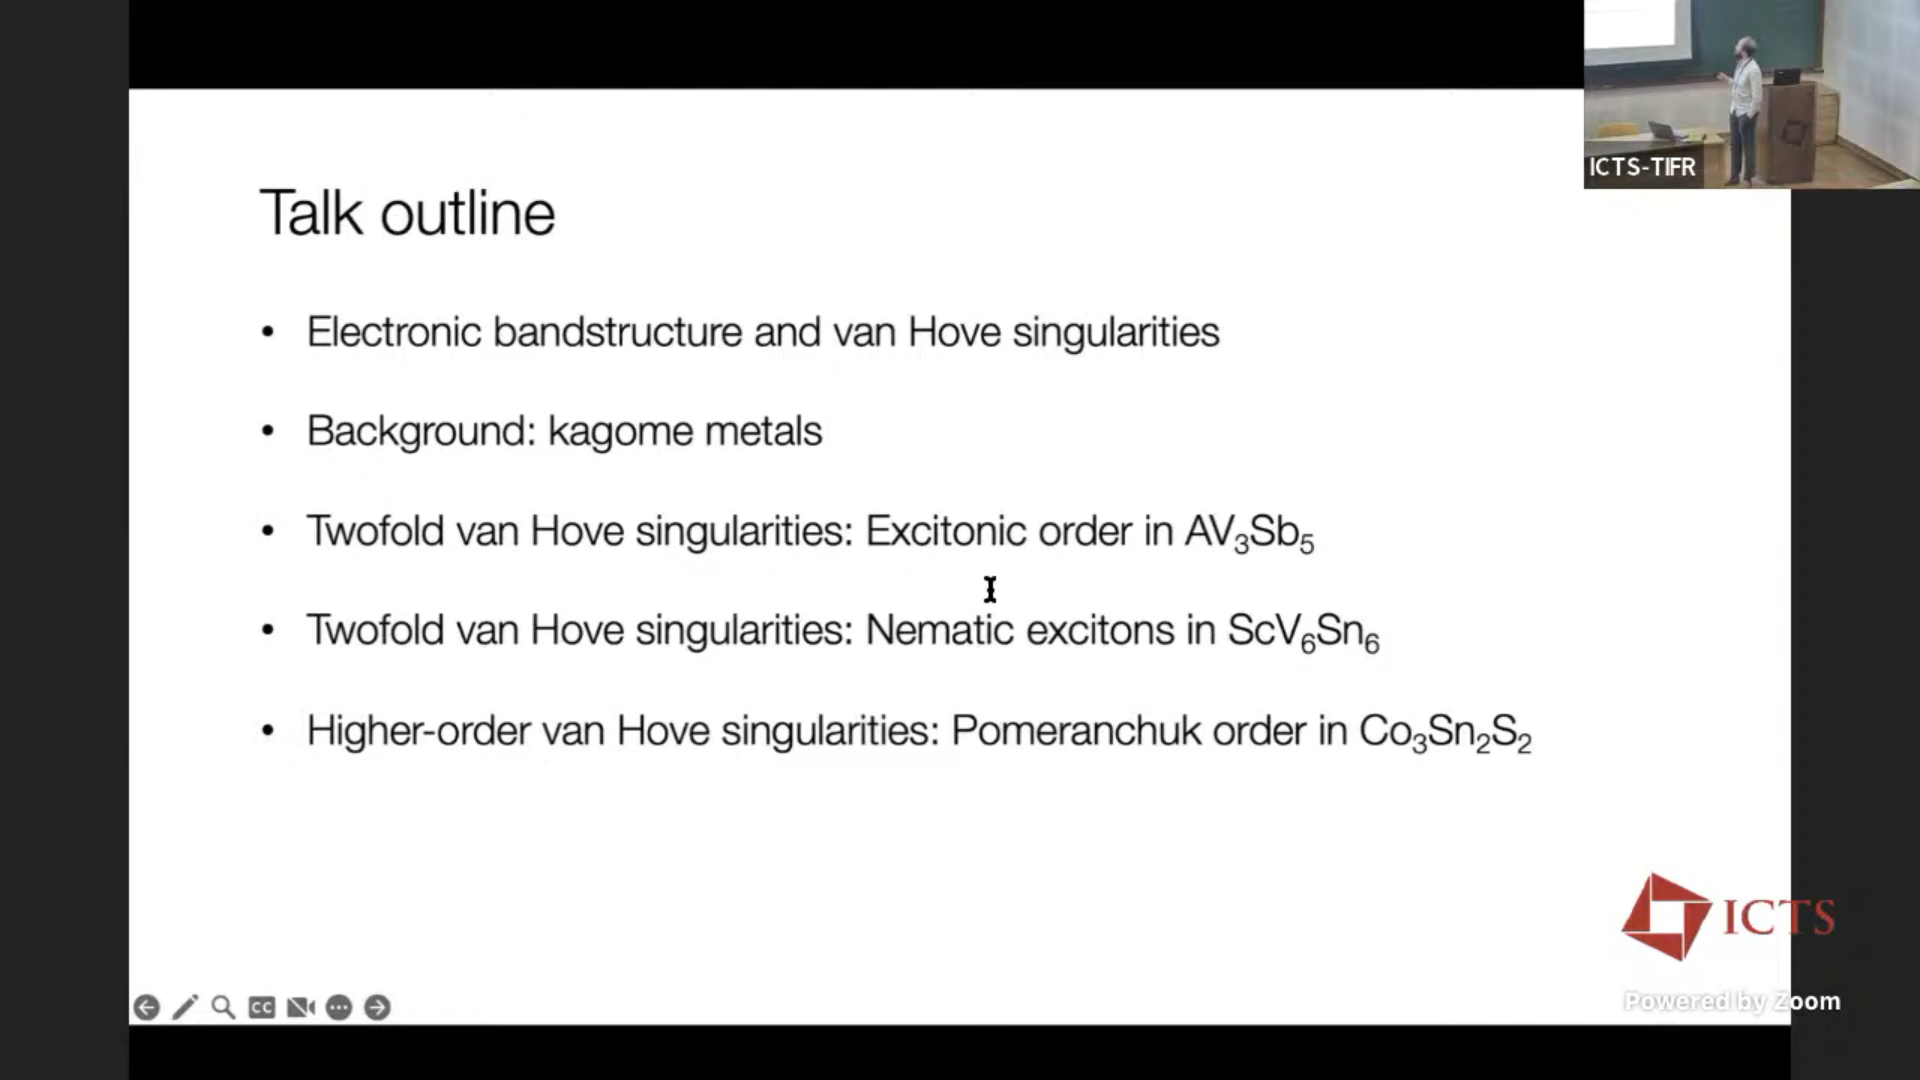 ICTS-TIFR
Talk outline
• Electronic bandstructure and van Hove singularities
• Background: kagome metals
• Twofold van Hove singularities: Excitonic order in AV₃Sb₅
• Twofold van Hove singularities: Nematic excitons in ScV₆Sn₆
• Higher-order van Hove singularities: Pomeranchuk order in Co₃Sn₂S₂
ICTS
CC
Powered by Zoom